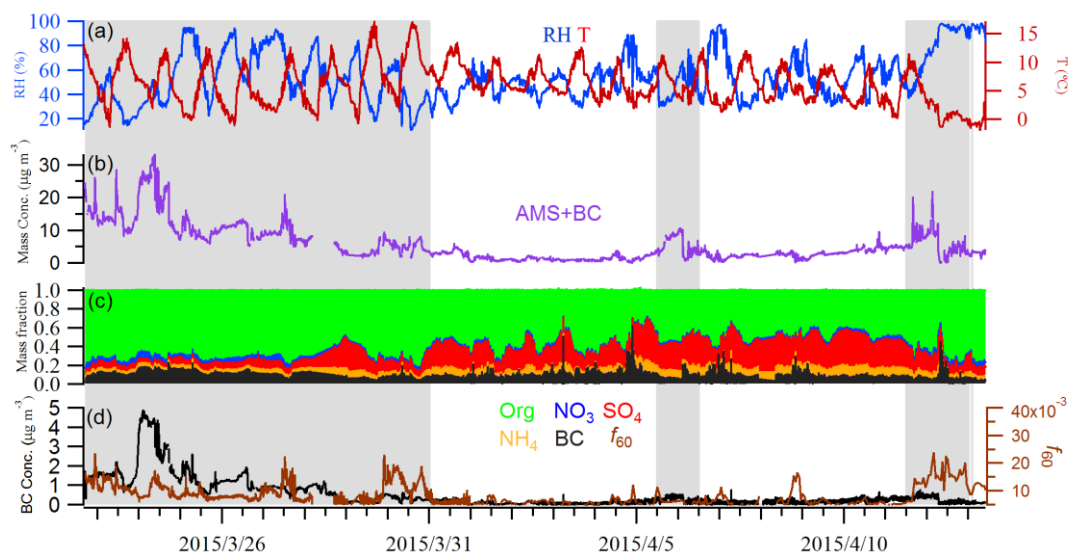 (a)
RH T
100
80
60
40
20
RH (%)
15
10
5
0
T (°C)
(b)
AMS+BC
30
20
10
0
Mass Conc. (µg m⁻³)
(c)
1.0
0.8
0.6
0.4
0.2
0.0
Mass fraction
(d)
Org NO₃ SO₄
NH₄ BC f₆₀
5
4
3
2
1
0
BC Conc. (µg m⁻³)
40x10⁻³
30
20
10
f₆₀
2015/3/26 2015/3/31 2015/4/5 2015/4/10